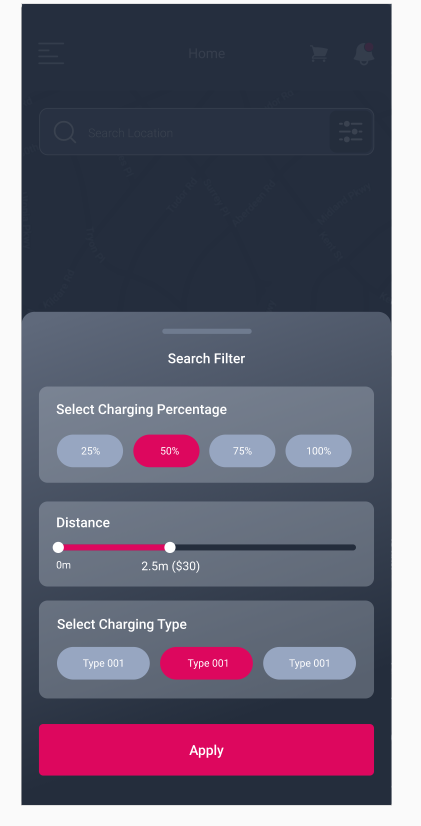 Home
Search Location
Search Filter
Select Charging Percentage
25% 50% 75% 100%
Distance
0m 2.5m ($30)
Select Charging Type
Type 001 Type 001 Type 001
Apply